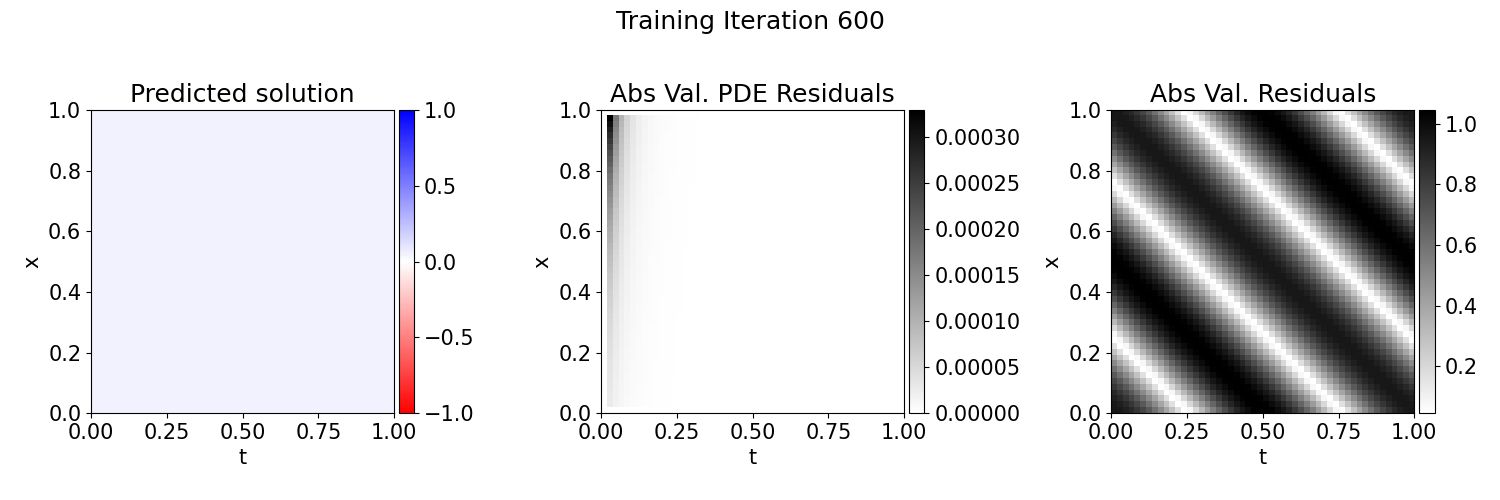 Training Iteration 600
Predicted solution
1.0
0.8
0.6
0.4
0.2
0.0
x
0.00 0.25 0.50 0.75 1.00
t
1.0
0.5
0.0
−0.5
−1.0
Abs Val. PDE Residuals
1.0
0.8
0.6
0.4
0.2
0.0
x
0.00 0.25 0.50 0.75 1.00
t
0.00030
0.00025
0.00020
0.00015
0.00010
0.00005
0.00000
Abs Val. Residuals
1.0
0.8
0.6
0.4
0.2
0.0
x
0.00 0.25 0.50 0.75 1.00
t
1.0
0.8
0.6
0.4
0.2